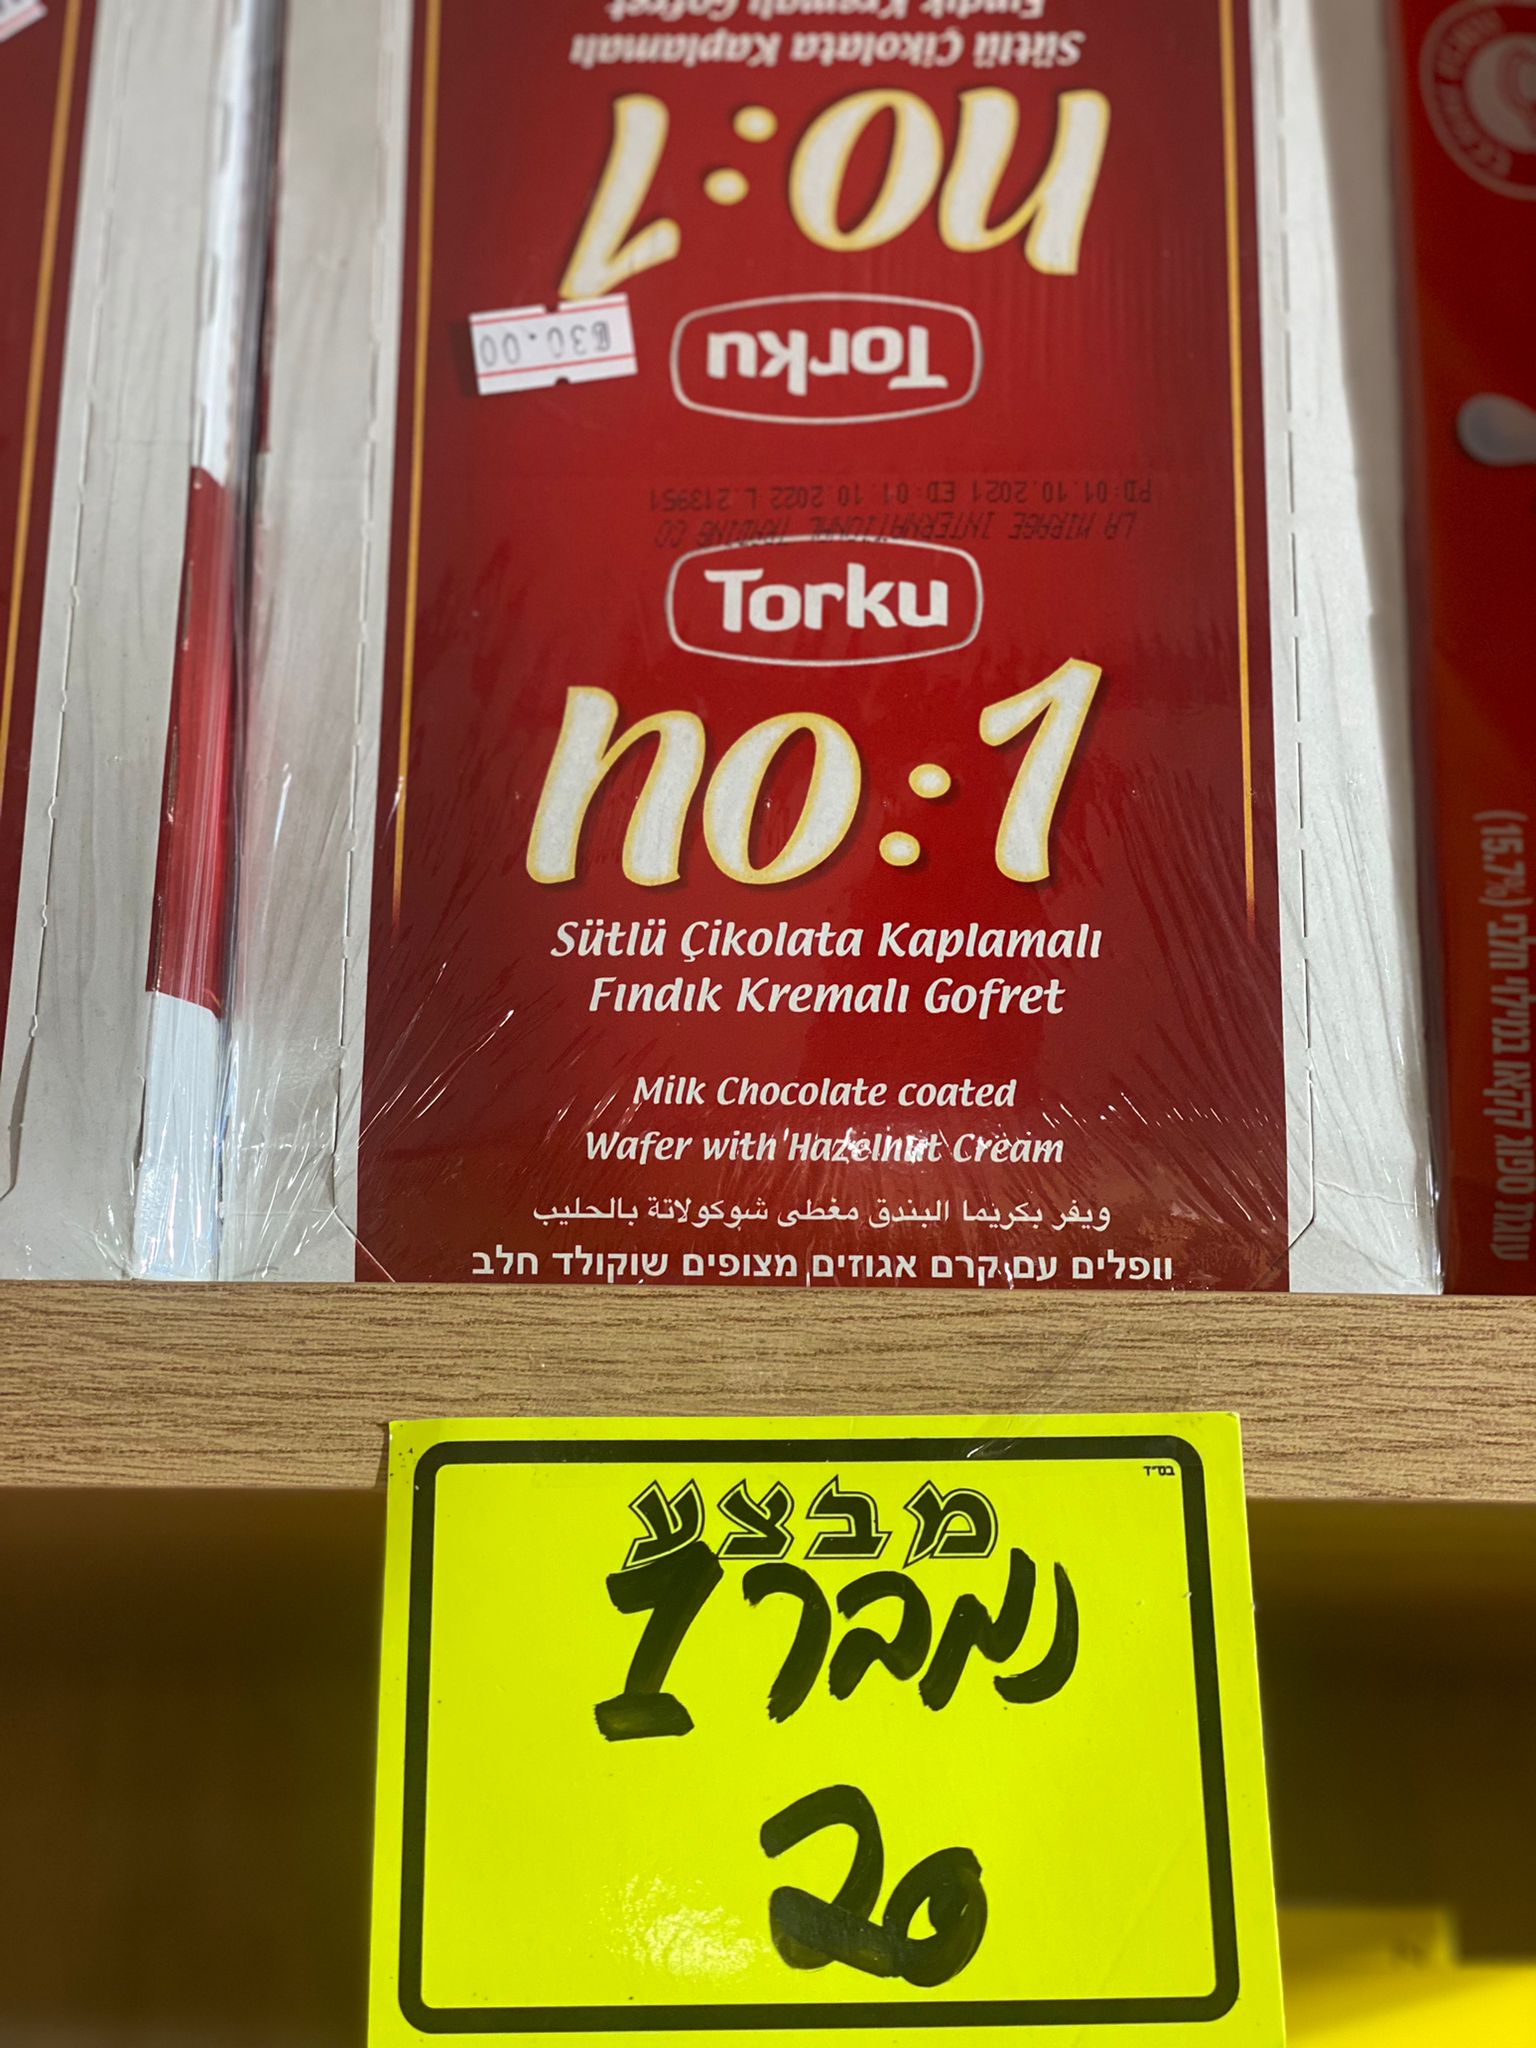 Fındık Kremalı Gofret
Sütlü Çikolata Kaplamalı
no:1
₪30.00
Torku
PD:01.10.2021 ED:01.10.2022 L.213951
LA MIRAGE INTERNATIONAL TRADING CO
Torku
no:1
Sütlü Çikolata Kaplamalı
Fındık Kremalı Gofret
Milk Chocolate coated
Wafer with Hazelnut Cream
ويفر بكريما البندق مغطى شوكولاتة بالحليب
וופלים עם קרם אגוזים מצופים שוקולד חלב
בס״ד
מבצע
נמבר 1
20